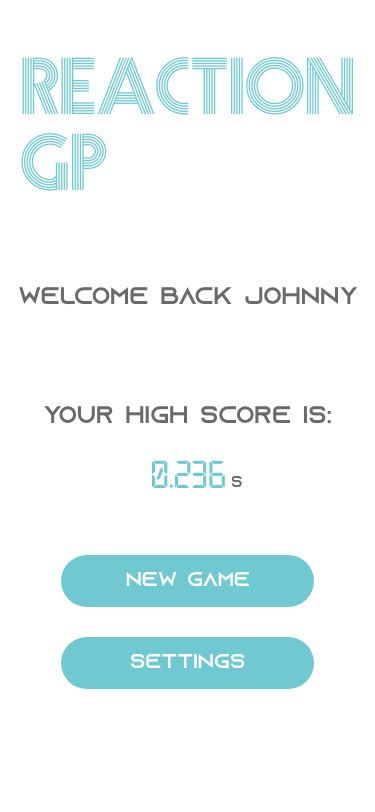 REACTION
GP
WELCOME BACK JOHNNY
YOUR HIGH SCORE IS:
0.236 s
NEW GAME
SETTINGS